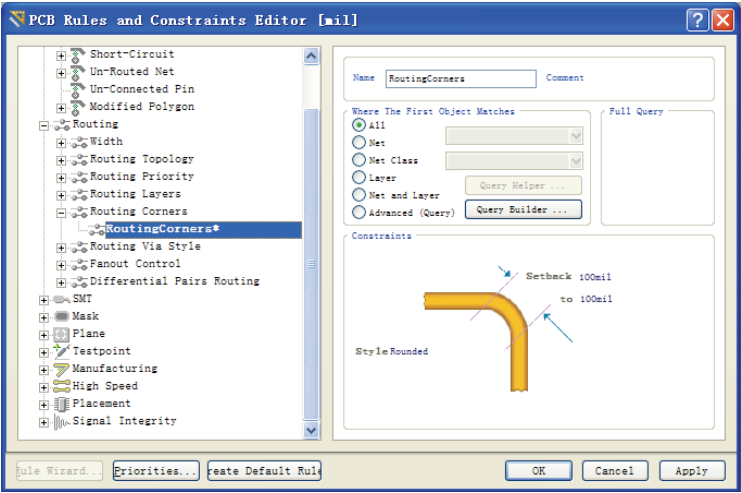 PCB Rules and Constraints Editor [mil]
Short-Circuit
Un-Routed Net
Un-Connected Pin
Modified Polygon
Routing
Width
Routing Topology
Routing Priority
Routing Layers
Routing Corners
RoutingCorners*
Routing Via Style
Fanout Control
Differential Pairs Routing
SMT
Mask
Plane
Testpoint
Manufacturing
High Speed
Placement
Signal Integrity
Name RoutingCorners Comment
Where The First Object Matches
All
Net
Net Class
Layer
Net and Layer
Advanced (Query)
Query Helper ...
Query Builder ...
Full Query
Constraints
Setback 100mil
to 100mil
Style Rounded
Rule Wizard... Priorities... reate Default Rule OK Cancel Apply